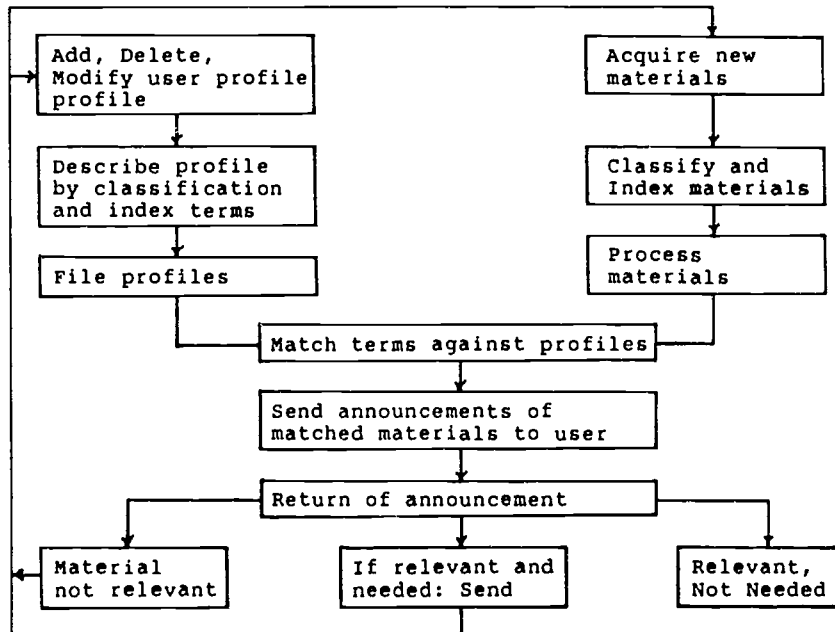 Add, Delete,
Modify user profile
profile
Acquire new
materials
Describe profile
by classification
and index terms
Classify and
Index materials
File profiles
Process
materials
Match terms against profiles
Send announcements of
matched materials to user
Return of announcement
Material
not relevant
If relevant and
needed: Send
Relevant,
Not Needed